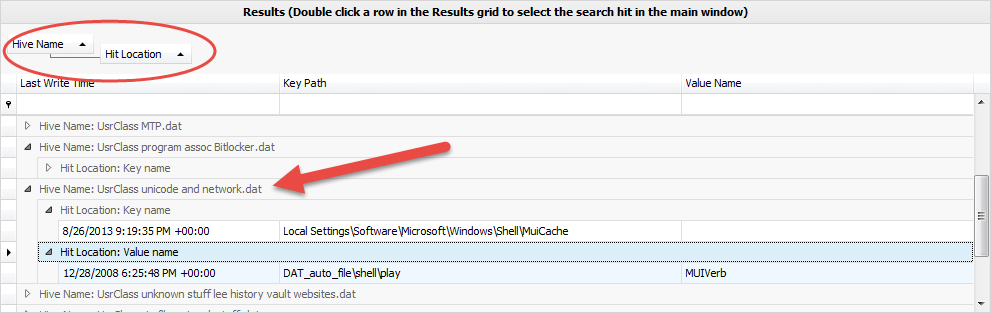 Results (Double click a row in the Results grid to select the search hit in the main window)
Hive Name
Hit Location
Last Write Time Key Path Value Name
Hive Name: UsrClass MTP.dat
Hive Name: UsrClass program assoc Bitlocker.dat
Hit Location: Key name
Hive Name: UsrClass unicode and network.dat
Hit Location: Key name
8/26/2013 9:19:35 PM +00:00 Local Settings\Software\Microsoft\Windows\Shell\MuiCache
Hit Location: Value name
12/28/2008 6:25:48 PM +00:00 DAT_auto_file\shell\play MUIVerb
Hive Name: UsrClass unknown stuff lee history vault websites.dat